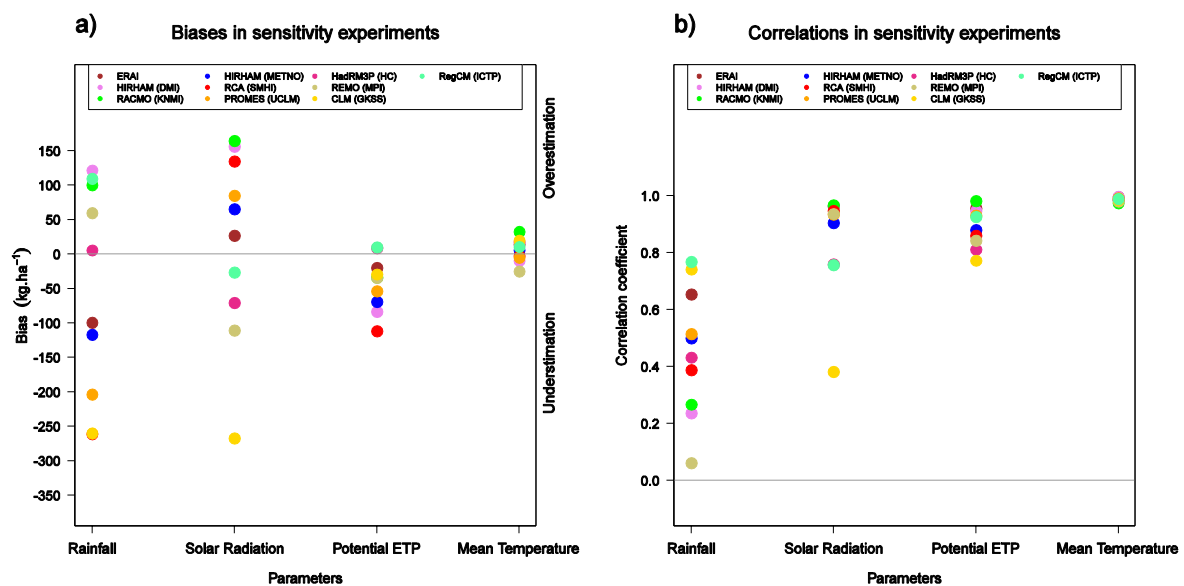 a)
Biases in sensitivity experiments
ERAI
HIRHAM (DMI)
RACMO (KNMI)
HIRHAM (METNO)
RCA (SMHI)
PROMES (UCLM)
HadRM3P (HC)
REMO (MPI)
CLM (GKSS)
RegCM (ICTP)
Bias (kg.ha⁻¹)
150
100
50
0
-50
-100
-150
-200
-250
-300
-350
Overestimation
Understimation
Rainfall
Solar Radiation
Potential ETP
Mean Temperature
Parameters
b)
Correlations in sensitivity experiments
ERAI
HIRHAM (DMI)
RACMO (KNMI)
HIRHAM (METNO)
RCA (SMHI)
PROMES (UCLM)
HadRM3P (HC)
REMO (MPI)
CLM (GKSS)
RegCM (ICTP)
Correlation coefficient
1.0
0.8
0.6
0.4
0.2
0.0
Rainfall
Solar Radiation
Potential ETP
Mean Temperature
Parameters